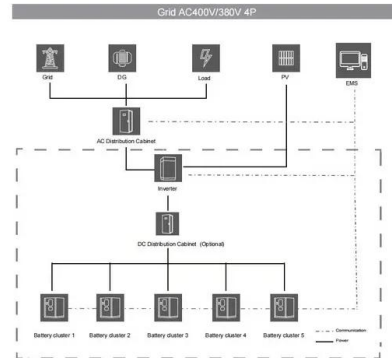 Grid AC400V/380V 4P
Grid
DG
Load
PV
EMS
AC Distribution Cabinet
Inverter
DC Distribution Cabinet (Optional)
Battery cluster 1
Battery cluster 2
Battery cluster 3
Battery cluster 4
Battery cluster 5
Communication
Power